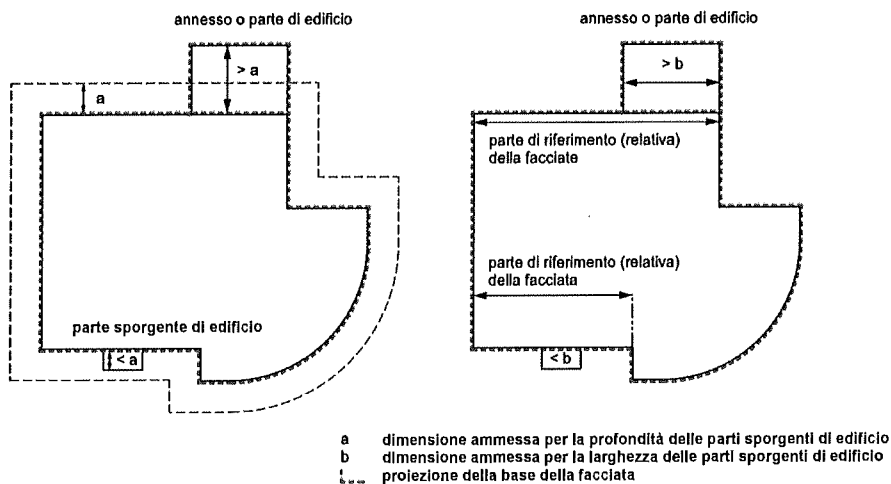 annesso o parte di edificio
> a
a
parte sporgente di edificio
< a
annesso o parte di edificio
> b
parte di riferimento (relativa)
della facciate
parte di riferimento (relativa)
della facciata
< b
a dimensione ammessa per la profondità delle parti sporgenti di edificio
b dimensione ammessa per la larghezza delle parti sporgenti di edificio
proiezione della base della facciata